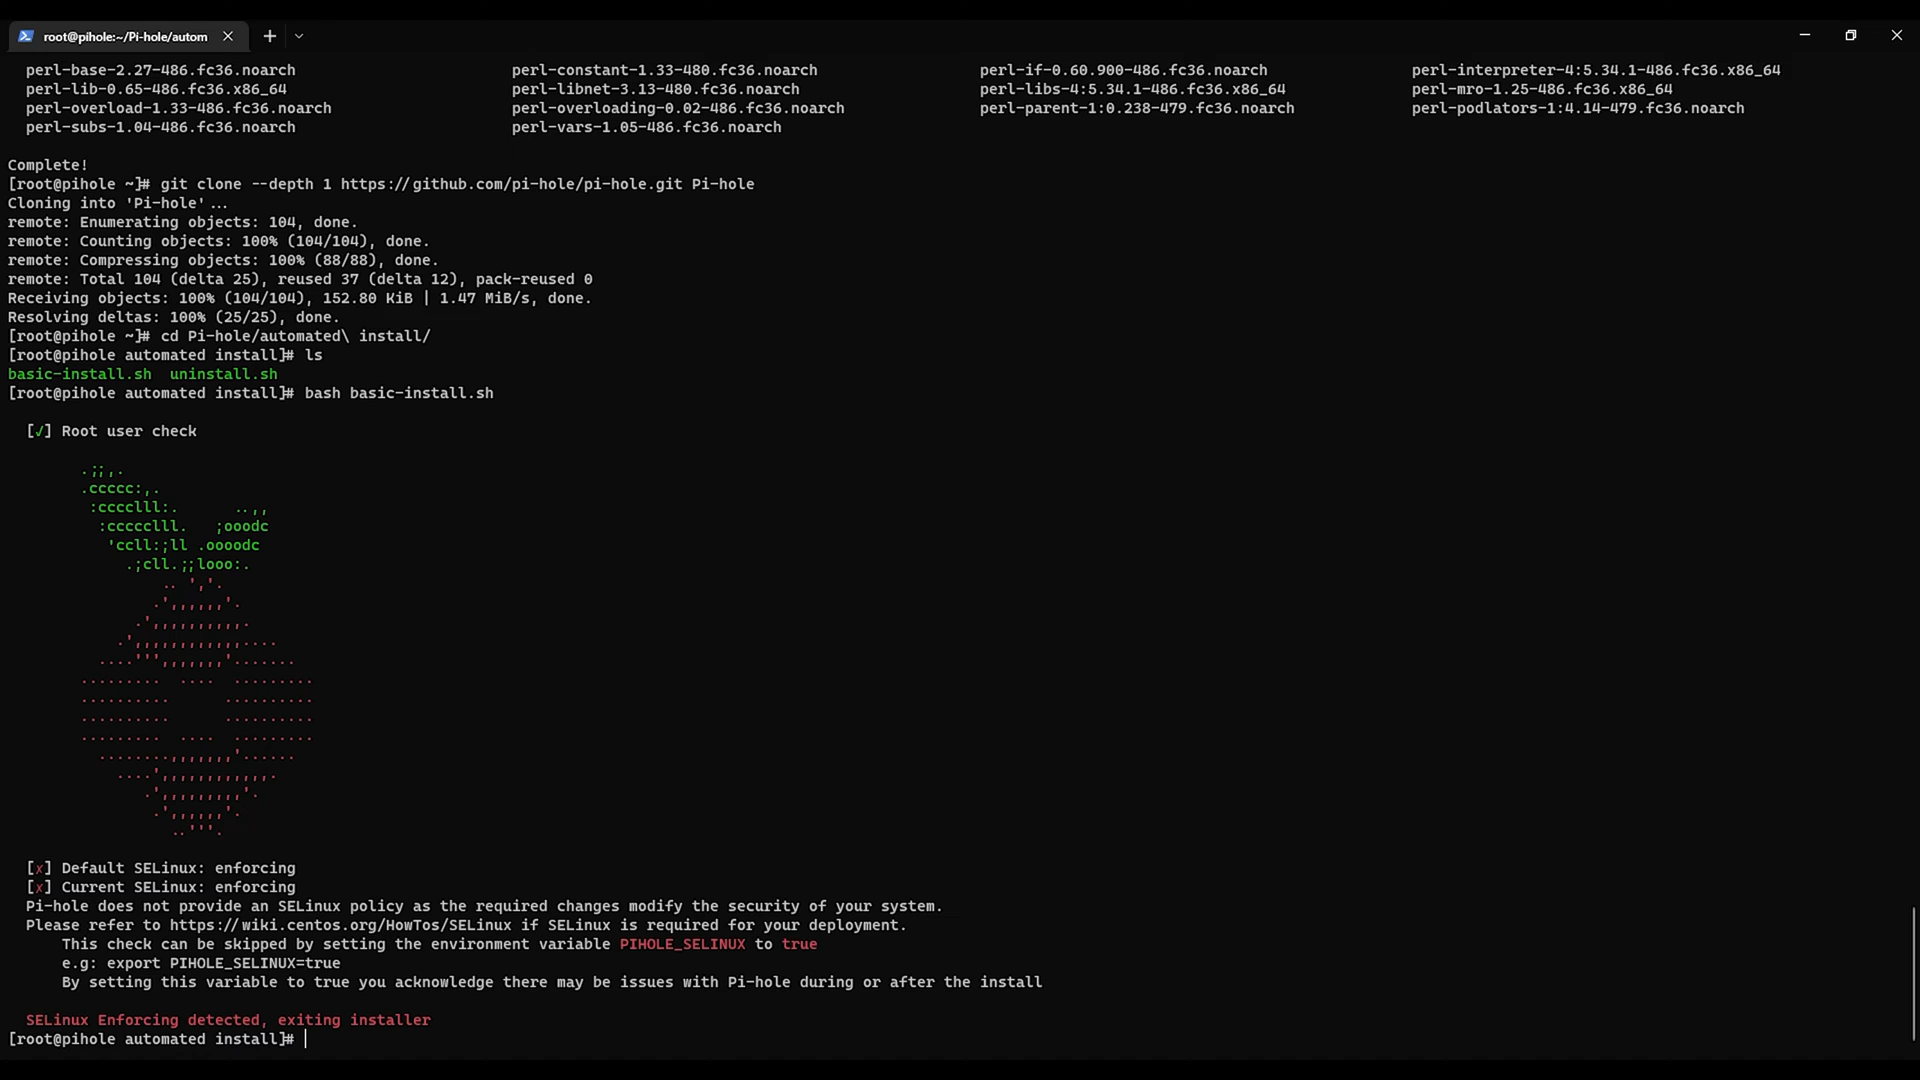 root@pihole:~/Pi-hole/autom
perl-base-2.27-486.fc36.noarch perl-constant-1.33-480.fc36.noarch perl-if-0.60.900-486.fc36.noarch perl-interpreter-4:5.34.1-486.fc36.x86_64
perl-lib-0.65-486.fc36.x86_64 perl-libnet-3.13-480.fc36.noarch perl-libs-4:5.34.1-486.fc36.x86_64 perl-mro-1.25-486.fc36.x86_64
perl-overload-1.33-486.fc36.noarch perl-overloading-0.02-486.fc36.noarch perl-parent-1:0.238-479.fc36.noarch perl-podlators-1:4.14-479.fc36.noarch
perl-subs-1.04-486.fc36.noarch perl-vars-1.05-486.fc36.noarch
Complete!
[root@pihole ~]# git clone --depth 1 https://github.com/pi-hole/pi-hole.git Pi-hole
Cloning into 'Pi-hole'...
remote: Enumerating objects: 104, done.
remote: Counting objects: 100% (104/104), done.
remote: Compressing objects: 100% (88/88), done.
remote: Total 104 (delta 25), reused 37 (delta 12), pack-reused 0
Receiving objects: 100% (104/104), 152.80 KiB | 1.47 MiB/s, done.
Resolving deltas: 100% (25/25), done.
[root@pihole ~]# cd Pi-hole/automated\ install/
[root@pihole automated install]# ls
basic-install.sh uninstall.sh
[root@pihole automated install]# bash basic-install.sh
[✓] Root user check
.;;,.
.ccccc:,.
:cccclll:. ..,,
:ccccclll. ;ooodc
'ccll:;ll .oooodc
.;cll.;;looo:.
.. ','.
.',,,,,,'.
.',,,,,,,,,,.
.',,,,,,,,,,,,....
....''',,,,,,,'.......
......... .... .........
.......... ..........
.......... ..........
......... .... .........
........,,,,,,,'......
....',,,,,,,,,,,,.
.',,,,,,,,,'.
.',,,,,,'.
..'''.
[✗] Default SELinux: enforcing
[✗] Current SELinux: enforcing
Pi-hole does not provide an SELinux policy as the required changes modify the security of your system.
Please refer to https://wiki.centos.org/HowTos/SELinux if SELinux is required for your deployment.
This check can be skipped by setting the environment variable PIHOLE_SELINUX to true
e.g: export PIHOLE_SELINUX=true
By setting this variable to true you acknowledge there may be issues with Pi-hole during or after the install
SELinux Enforcing detected, exiting installer
[root@pihole automated install]#